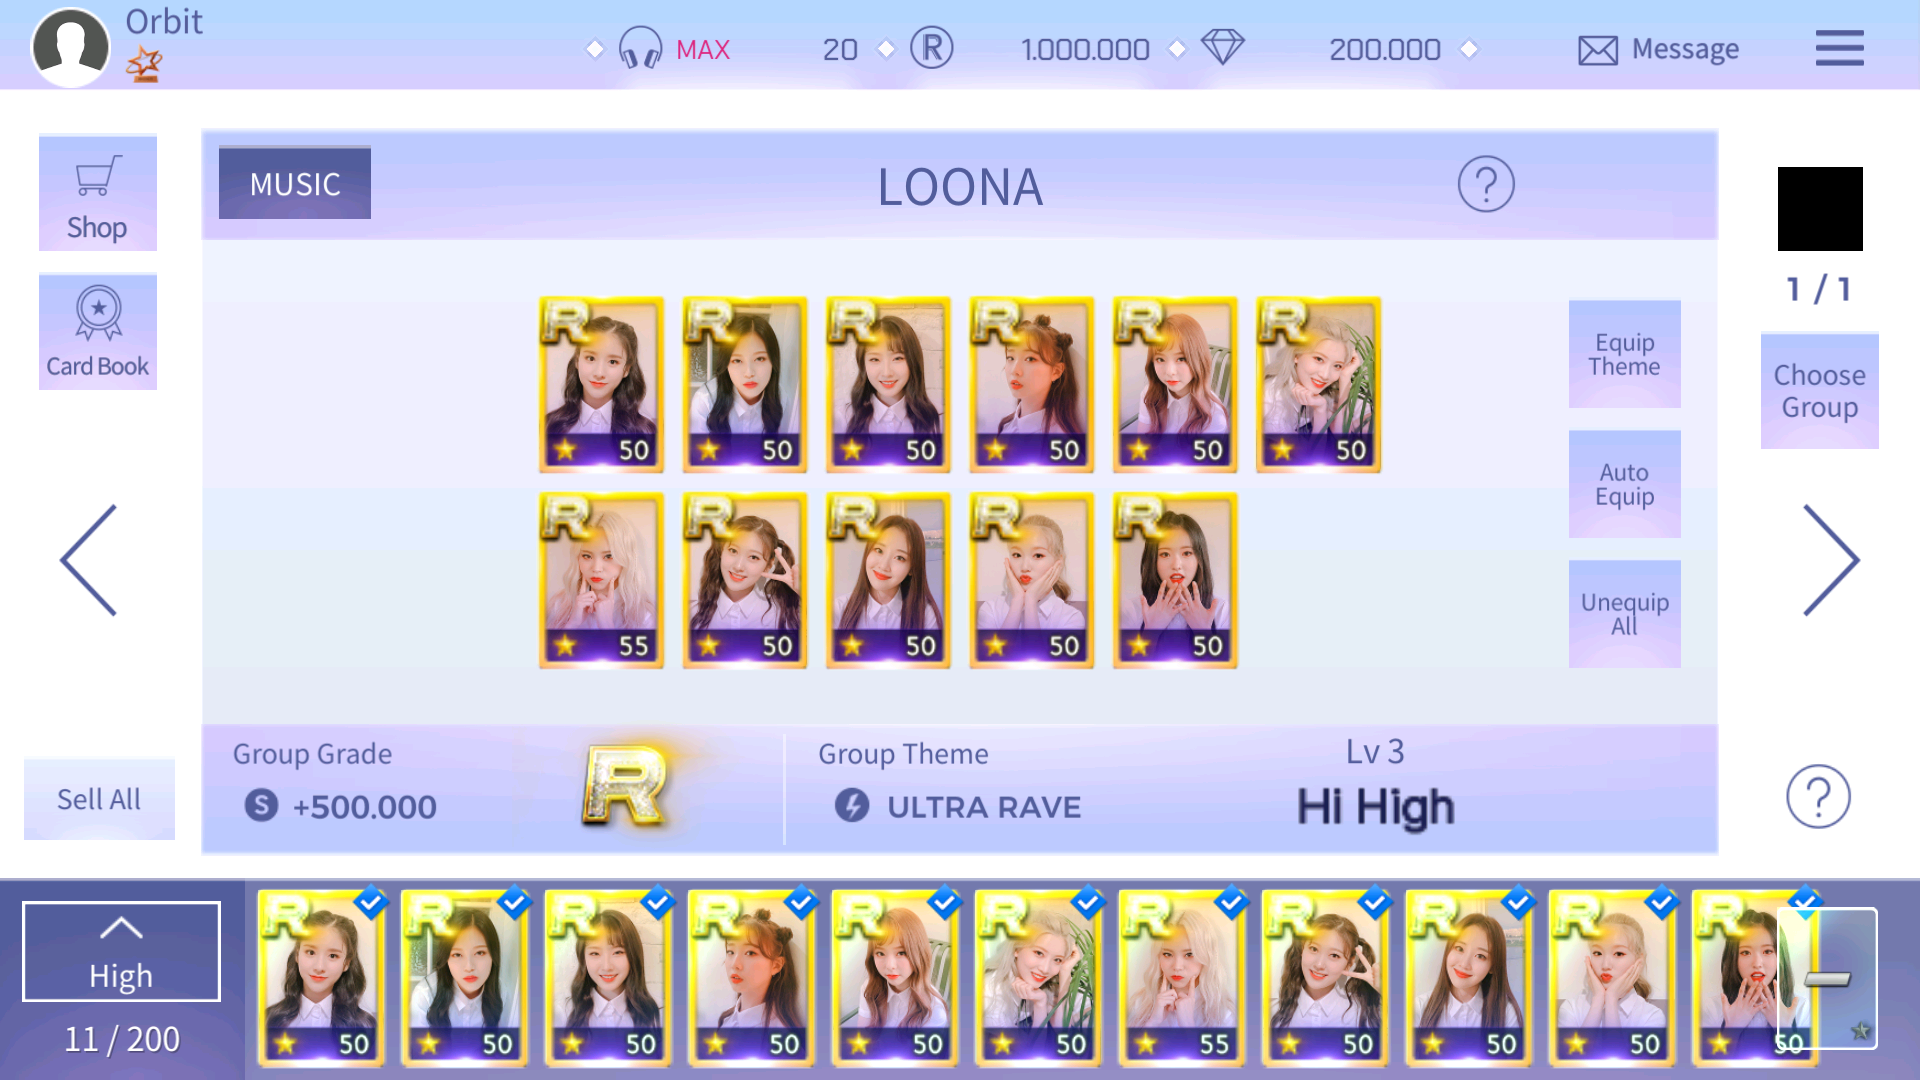 Orbit
MAX
20
R
1.000.000
200.000
Message
Shop
Card Book
MUSIC
LOONA
?
1 / 1
Choose
Group
Equip
Theme
Auto
Equip
Unequip
All
R 50
R 50
R 50
R 50
R 50
R 50
R 55
R 50
R 50
R 50
R 50
Sell All
Group Grade
S +500.000
R
Group Theme
ULTRA RAVE
Lv 3
Hi High
?
High
11 / 200
R 50
R 50
R 50
R 50
R 50
R 50
R 55
R 50
R 50
R 50
R 50